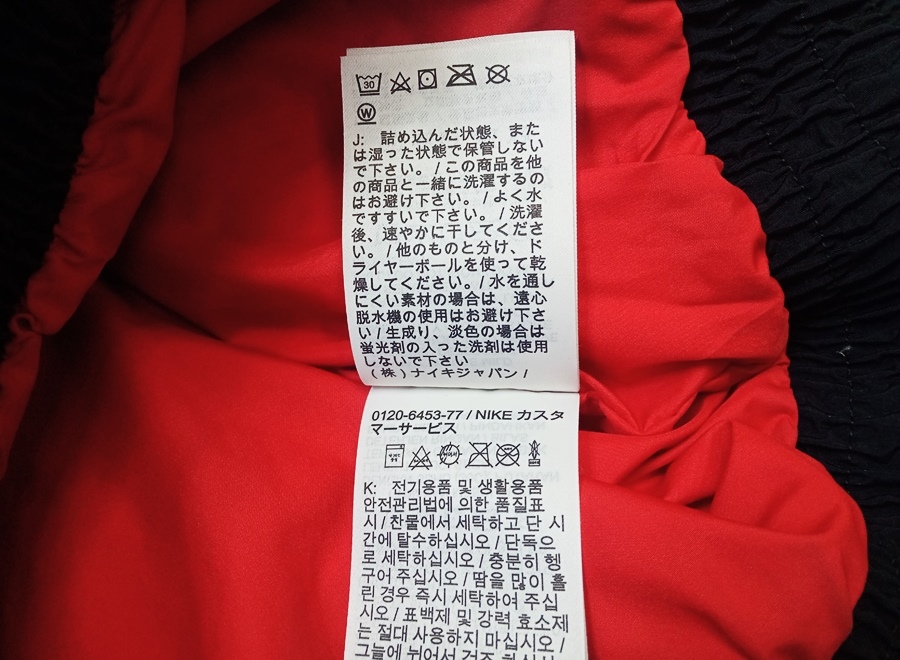 30
W
J: 詰め込んだ状態、また
は湿った状態で保管しない
で下さい。/この商品を他
の商品と一緒に洗濯するの
はお避け下さい。/よく水
ですすいで下さい。/洗濯
後、速やかに干してくださ
い。/他のものと分け、ド
ライヤーボールを使って乾
燥してください。/水を通し
にくい素材の場合は、遠心
脱水機の使用はお避け下さ
い/生成り、淡色の場合は
蛍光剤の入った洗剤は使用
しないで下さい
(株)ナイキジャパン/
0120-6453-77 / NIKE カスタ
マーサービス
K: 전기용품 및 생활용품
안전관리법에 의한 품질표
시/찬물에서 세탁하고 단 시
간에 탈수하십시오/단독으
로 세탁하십시오/충분히 헹
구어 주십시오/땀을 많이 흘
린 경우 즉시 세탁하여 주십
시오/표백제 및 강력 효소제
는 절대 사용하지 마십시오/
그늘에 뉘어서 건조 하십시